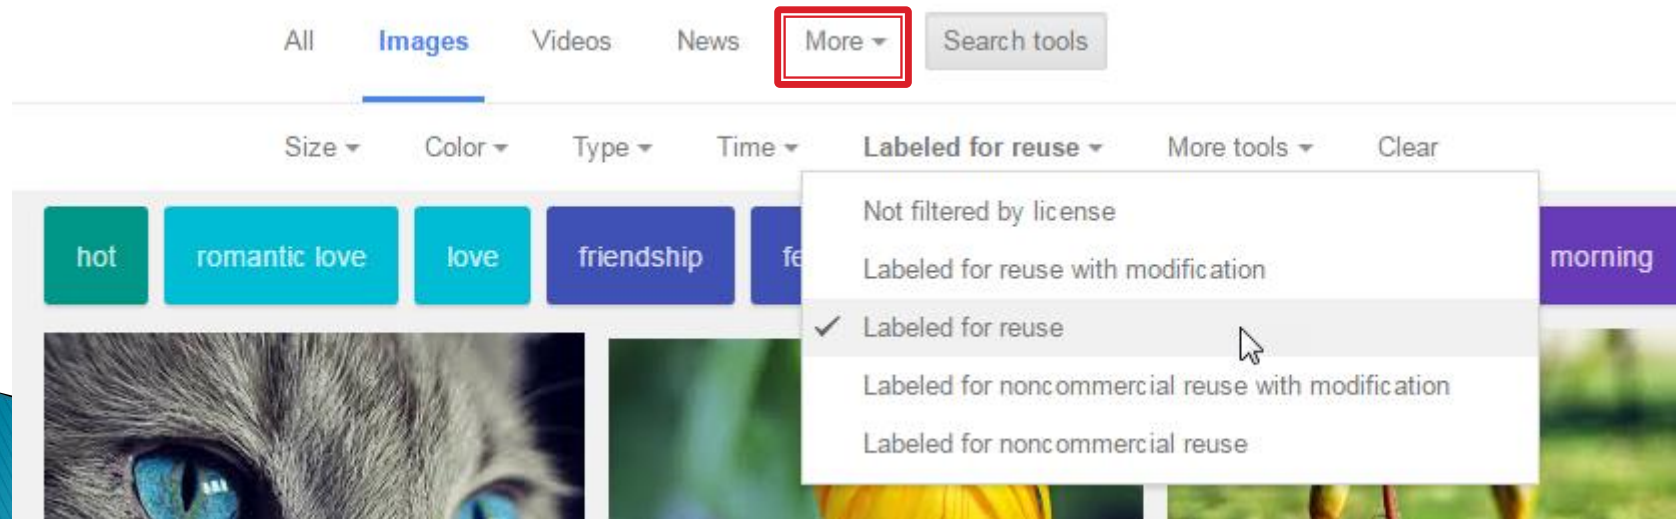 All Images Videos News More Search tools
Size Color Type Time Labeled for reuse More tools Clear
Not filtered by license
hot romantic love love friendship fe morning
Labeled for reuse with modification
Labeled for reuse
Labeled for noncommercial reuse with modification
Labeled for noncommercial reuse